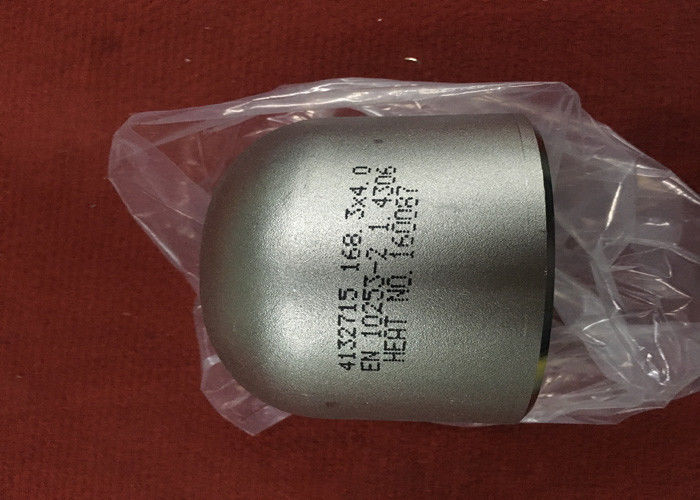 4132715 168.3x4.0
EN 10253-2 1.4306
HEAT NO. 160087